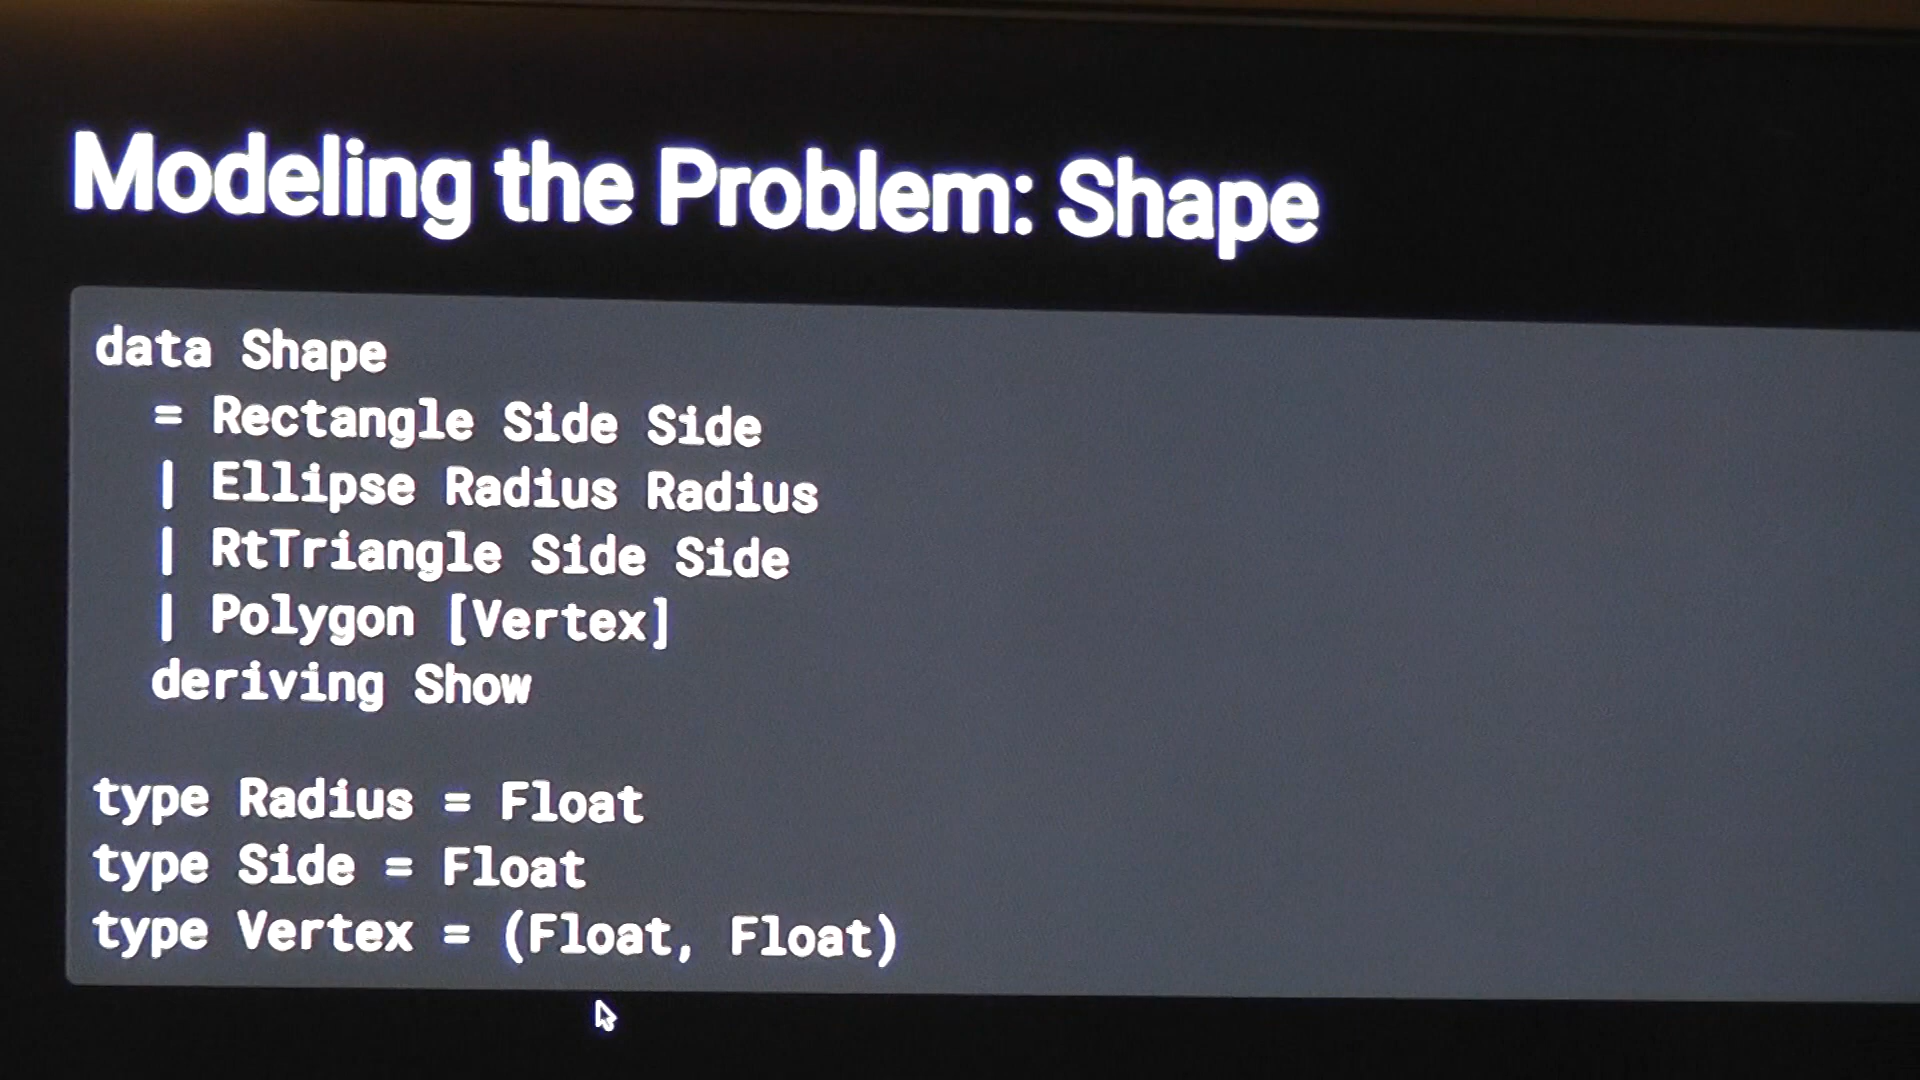 Modeling the Problem: Shape
data Shape
= Rectangle Side Side
| Ellipse Radius Radius
| RtTriangle Side Side
| Polygon [Vertex]
deriving Show
type Radius = Float
type Side = Float
type Vertex = (Float, Float)